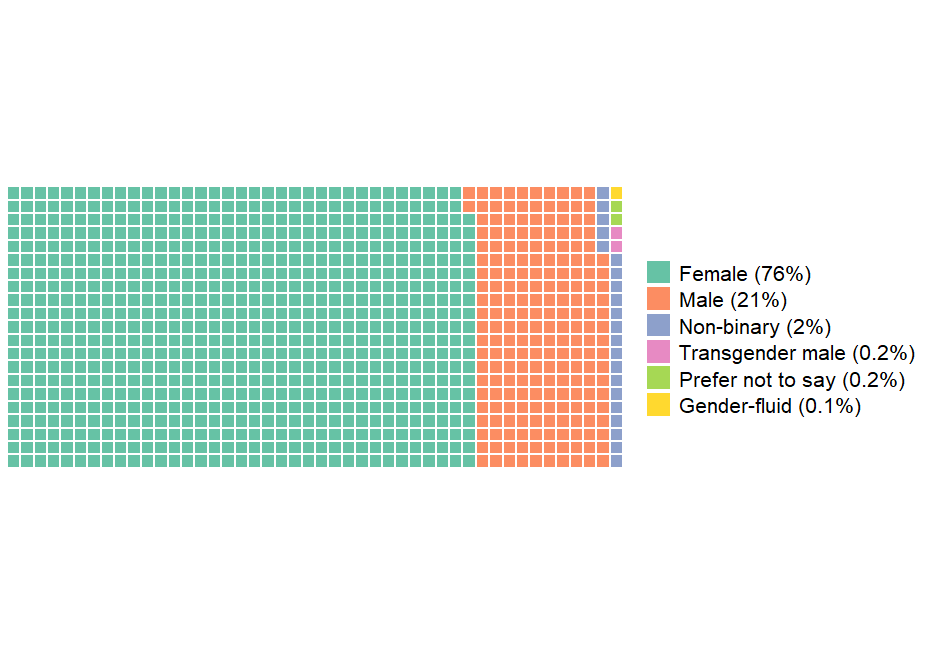 Female (76%)
Male (21%)
Non-binary (2%)
Transgender male (0.2%)
Prefer not to say (0.2%)
Gender-fluid (0.1%)